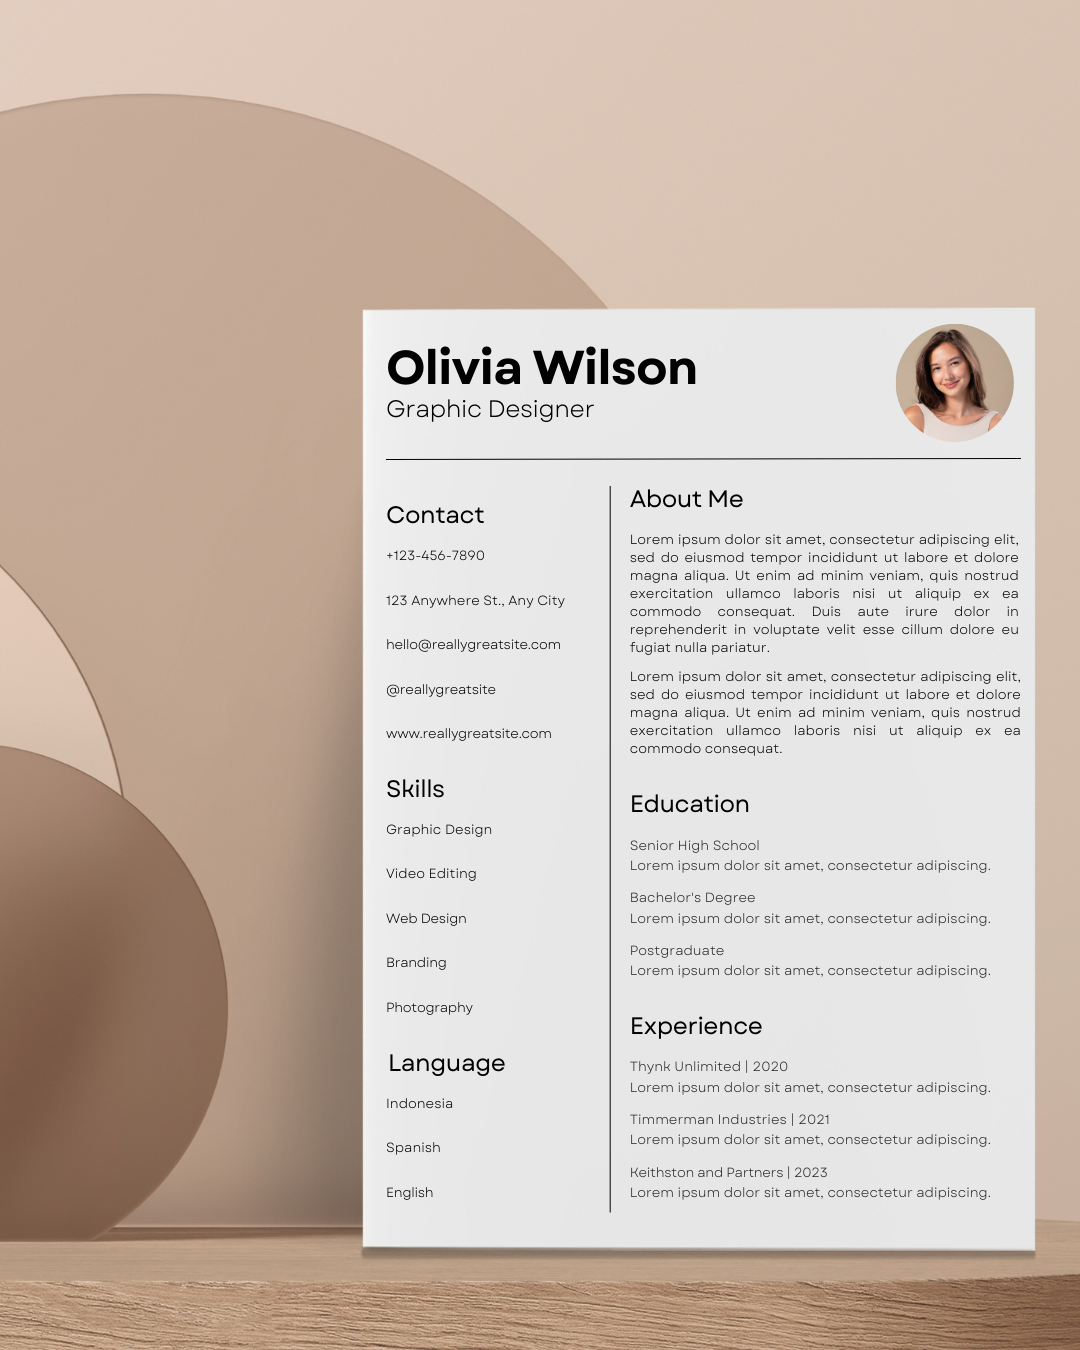 Olivia Wilson
Graphic Designer
Contact
+123-456-7890
123 Anywhere St., Any City
hello@reallygreatsite.com
@reallygreatsite
www.reallygreatsite.com
Skills
Graphic Design
Video Editing
Web Design
Branding
Photography
Language
Indonesia
Spanish
English
About Me
Lorem ipsum dolor sit amet, consectetur adipiscing elit,
sed do eiusmod tempor incididunt ut labore et dolore
magna aliqua. Ut enim ad minim veniam, quis nostrud
exercitation ullamco laboris nisi ut aliquip ex ea
commodo consequat. Duis aute irure dolor in
reprehenderit in voluptate velit esse cillum dolore eu
fugiat nulla pariatur.
Lorem ipsum dolor sit amet, consectetur adipiscing elit,
sed do eiusmod tempor incididunt ut labore et dolore
magna aliqua. Ut enim ad minim veniam, quis nostrud
exercitation ullamco laboris nisi ut aliquip ex ea
commodo consequat.
Education
Senior High School
Lorem ipsum dolor sit amet, consectetur adipiscing.
Bachelor's Degree
Lorem ipsum dolor sit amet, consectetur adipiscing.
Postgraduate
Lorem ipsum dolor sit amet, consectetur adipiscing.
Experience
Thynk Unlimited | 2020
Lorem ipsum dolor sit amet, consectetur adipiscing.
Timmerman Industries | 2021
Lorem ipsum dolor sit amet, consectetur adipiscing.
Keithston and Partners | 2023
Lorem ipsum dolor sit amet, consectetur adipiscing.